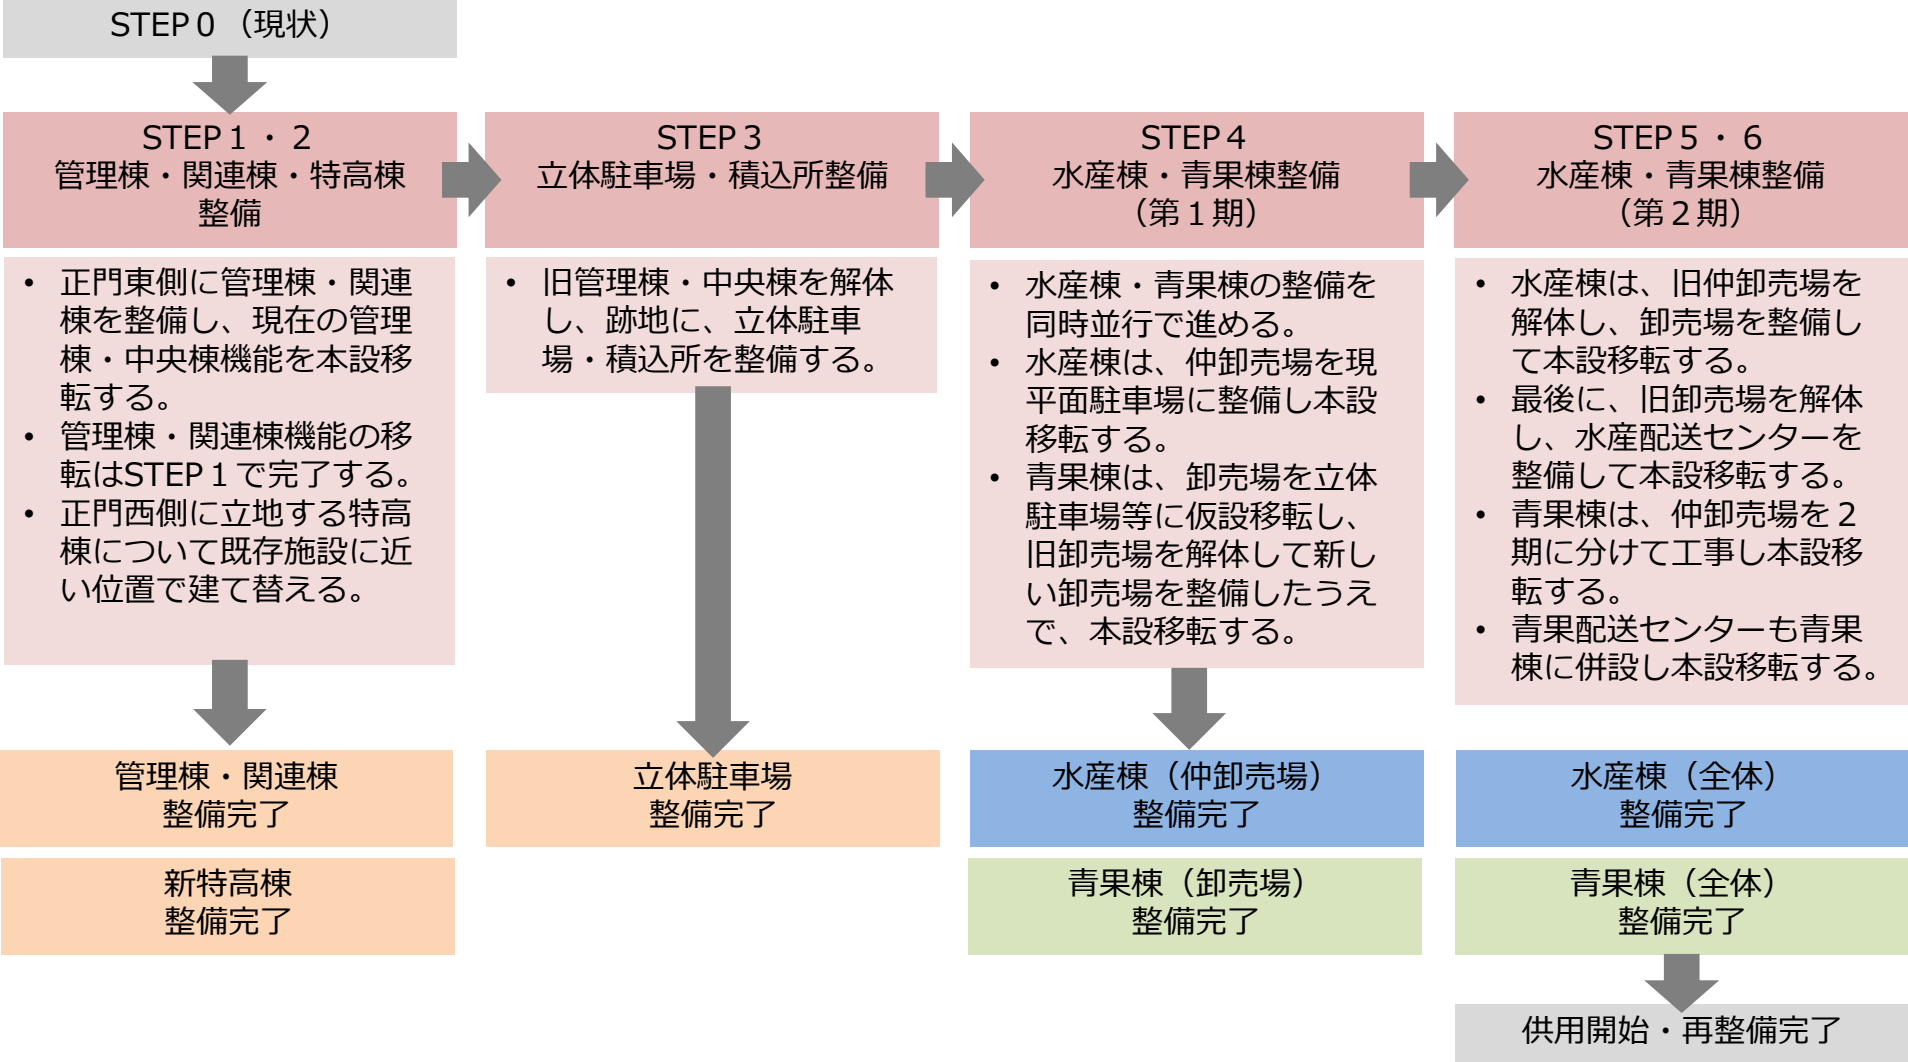 STEP０（現状）
STEP１・２
管理棟・関連棟・特高棟
整備
• 正門東側に管理棟・関連
棟を整備し、現在の管理
棟・中央棟機能を本設移
転する。
• 管理棟・関連棟機能の移
転はSTEP１で完了する。
• 正門西側に立地する特高
棟について既存施設に近
い位置で建て替える。
管理棟・関連棟
整備完了
新特高棟
整備完了
STEP３
立体駐車場・積込所整備
• 旧管理棟・中央棟を解体
し、跡地に、立体駐車
場・積込所を整備する。
立体駐車場
整備完了
STEP４
水産棟・青果棟整備
（第１期）
• 水産棟・青果棟の整備を
同時並行で進める。
• 水産棟は、仲卸売場を現
平面駐車場に整備し本設
移転する。
• 青果棟は、卸売場を立体
駐車場等に仮設移転し、
旧卸売場を解体して新し
い卸売場を整備したうえ
で、本設移転する。
水産棟（仲卸売場）
整備完了
青果棟（卸売場）
整備完了
STEP５・６
水産棟・青果棟整備
（第２期）
• 水産棟は、旧仲卸売場を
解体し、卸売場を整備し
て本設移転する。
• 最後に、旧卸売場を解体
し、水産配送センターを
整備して本設移転する。
• 青果棟は、仲卸売場を２
期に分けて工事し本設移
転する。
• 青果配送センターも青果
棟に併設し本設移転する。
水産棟（全体）
整備完了
青果棟（全体）
整備完了
供用開始・再整備完了